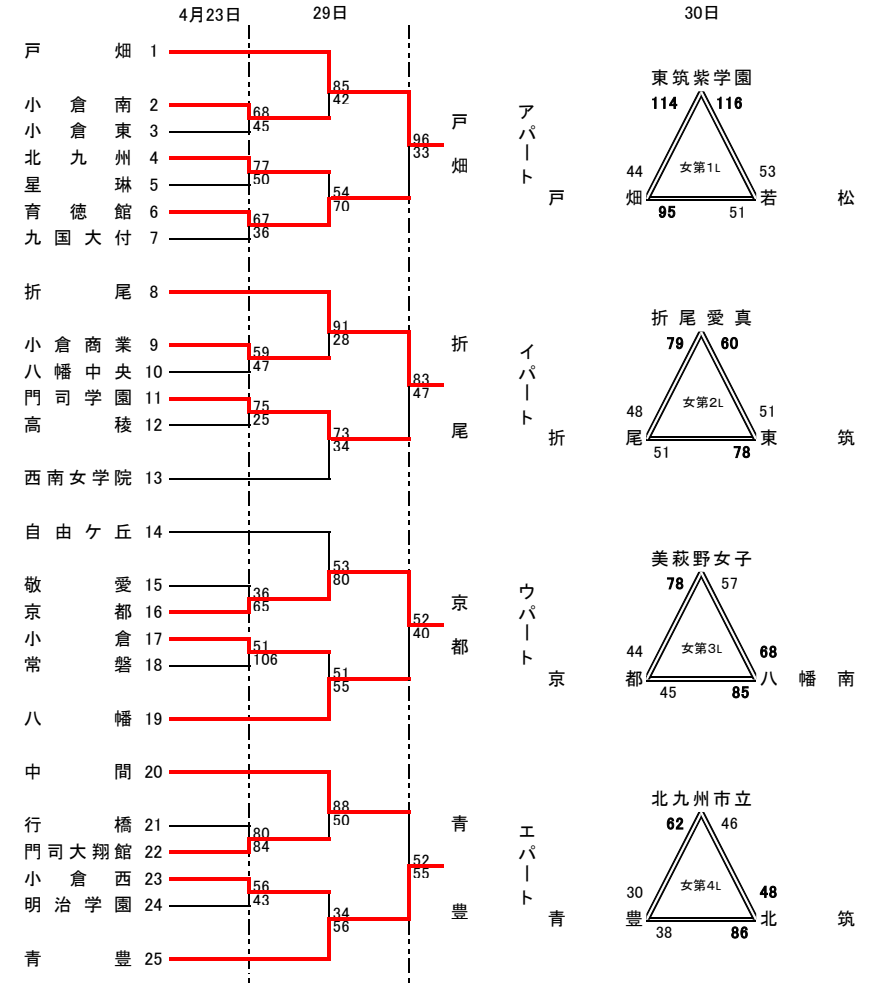 4月23日 29日 30日
戸畑 1
小倉南 2
小倉東 3
北九州 4
星琳 5
育徳館 6
九国大付 7
68
45
77
50
67
36
85
42
54
70
96
33
戸畑
アパート
東筑紫学園
114 116
44 女第1L 53
戸畑 若松
95 51
折尾 8
小倉商業 9
八幡中央 10
門司学園 11
高稜 12
西南女学院 13
59
47
75
25
91
28
73
34
83
47
折尾
イパート
折尾愛真
79 60
48 女第2L 51
折尾 東筑
51 78
自由ケ丘 14
敬愛 15
京都 16
小倉 17
常磐 18
八幡 19
36
65
51
106
53
80
51
55
52
40
京都
ウパート
美萩野女子
78 57
44 女第3L 68
京都 八幡南
45 85
中間 20
行橋 21
門司大翔館 22
小倉西 23
明治学園 24
青豊 25
80
84
56
43
88
50
34
56
52
55
青豊
エパート
北九州市立
62 46
30 女第4L 48
青豊 北筑
38 86